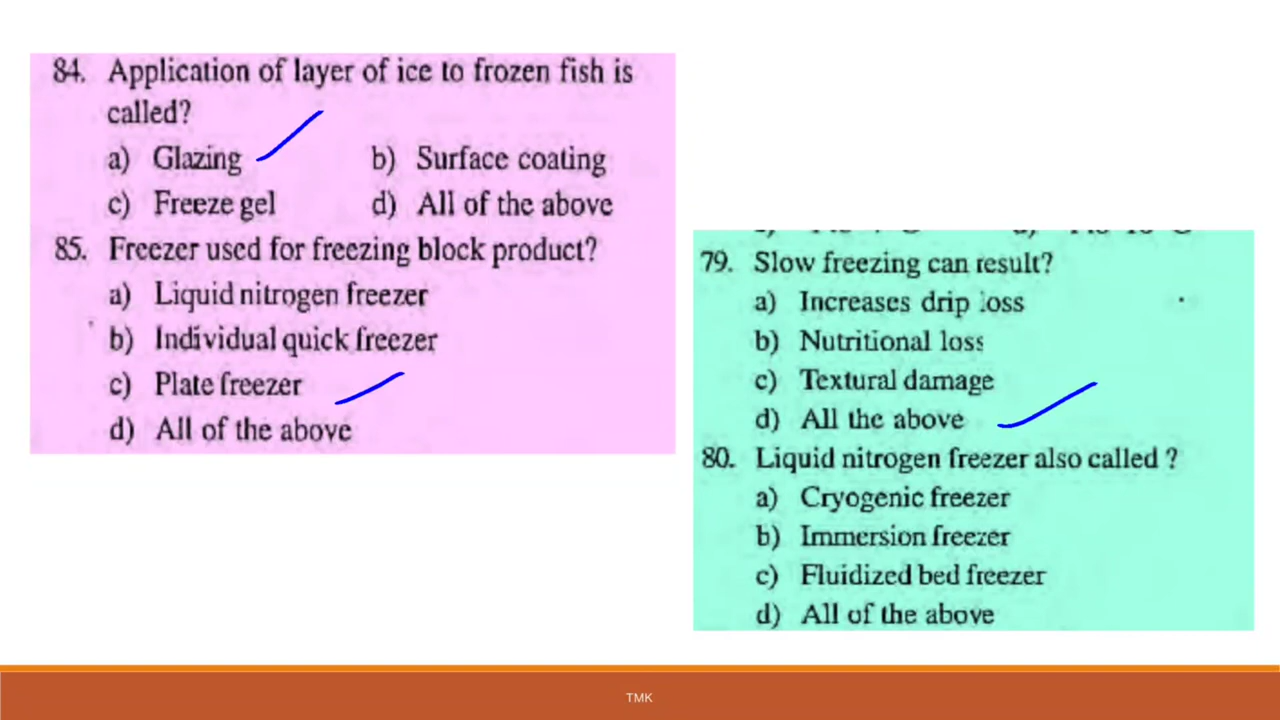 84. Application of layer of ice to frozen fish is
called?
a) Glazing b) Surface coating
c) Freeze gel d) All of the above
85. Freezer used for freezing block product?
a) Liquid nitrogen freezer
b) Individual quick freezer
c) Plate freezer
d) All of the above
79. Slow freezing can result?
a) Increases drip loss
b) Nutritional loss
c) Textural damage
d) All the above
80. Liquid nitrogen freezer also called ?
a) Cryogenic freezer
b) Immersion freezer
c) Fluidized bed freezer
d) All of the above
TMK